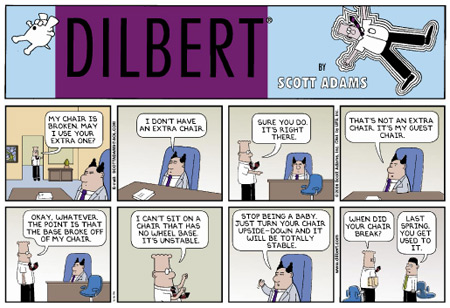 DILBERT®
BY
SCOTT ADAMS
MY CHAIR IS
BROKEN. MAY
I USE YOUR
EXTRA ONE?
I DON'T HAVE
AN EXTRA CHAIR.
SURE YOU DO.
IT'S RIGHT
THERE.
THAT'S NOT AN EXTRA
CHAIR. IT'S MY GUEST
CHAIR.
OKAY, WHATEVER.
THE POINT IS THAT
THE BASE BROKE OFF
OF MY CHAIR.
I CAN'T SIT ON A
CHAIR THAT HAS
NO WHEEL BASE.
IT'S UNSTABLE.
STOP BEING A BABY.
JUST TURN YOUR CHAIR
UPSIDE-DOWN AND IT
WILL BE TOTALLY
STABLE.
www.dilbert.com
WHEN DID
YOUR CHAIR
BREAK?
LAST
SPRING.
YOU GET
USED TO
IT.